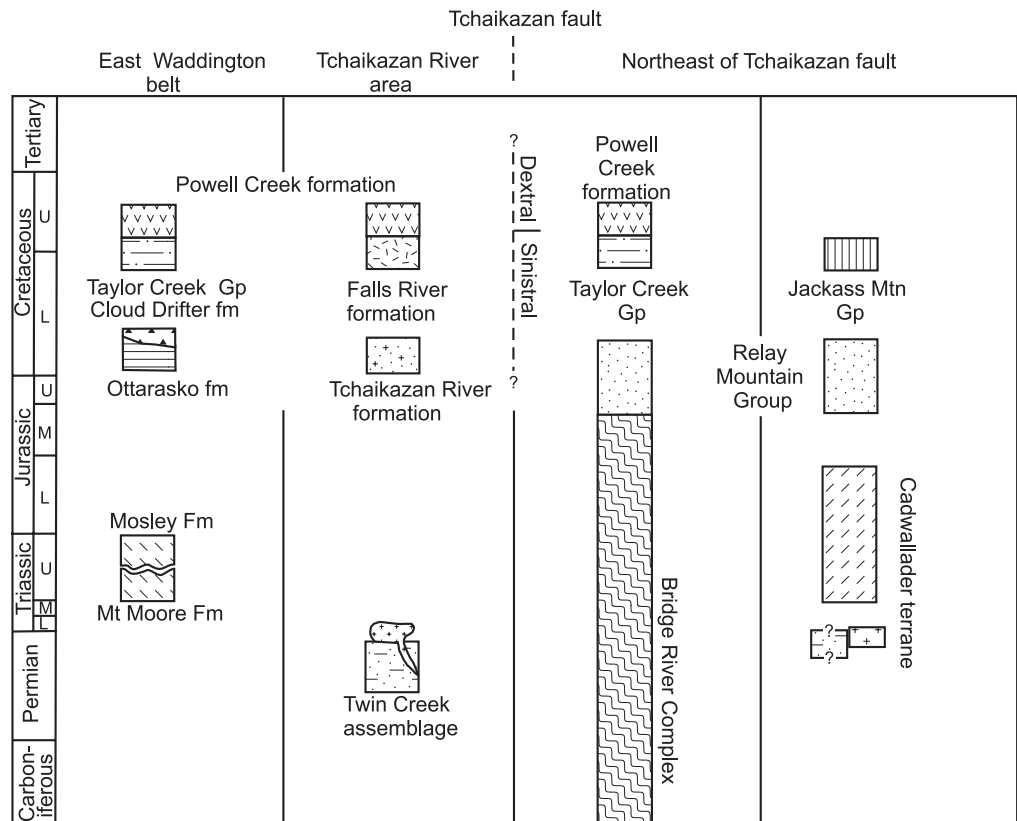 Tchaikazan fault
East Waddington
belt
Tchaikazan River
area
Northeast of Tchaikazan fault
Tertiary
Cretaceous
U
L
Jurassic
U
M
L
Triassic
U
M
L
Permian
Carbon-
iferous
Powell Creek formation
Taylor Creek Gp
Cloud Drifter fm
Ottarasko fm
Mosley Fm
Mt Moore Fm
Falls River
formation
Tchaikazan River
formation
Twin Creek
assemblage
?
Dextral
Sinistral
?
Powell
Creek
formation
Taylor Creek
Gp
Bridge River Complex
Jackass Mtn
Gp
Relay
Mountain
Group
Cadwallader terrane
?
?